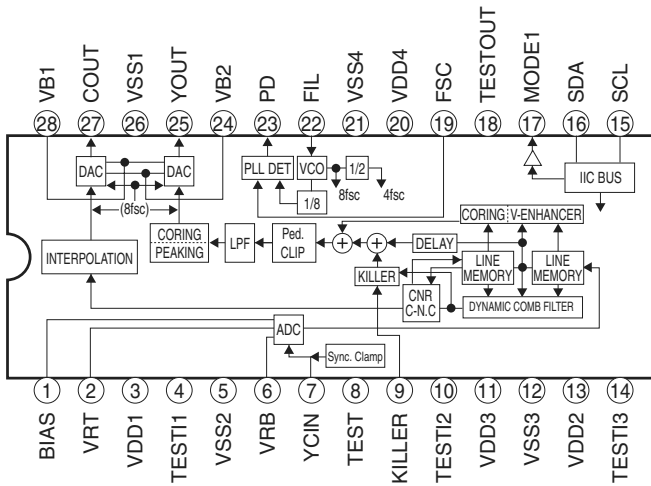 VB1 COUT VSS1 YOUT VB2 PD FIL VSS4 VDD4 FSC TESTOUT MODE1 SDA SCL
28 27 26 25 24 23 22 21 20 19 18 17 16 15
DAC DAC
(8fsc)
PLL DET
VCO
1/2
8fsc
4fsc
1/8
IIC BUS
INTERPOLATION
CORING
PEAKING
LPF
Ped.
CLIP
+
+
DELAY
KILLER
CORING V-ENHANCER
LINE
MEMORY
LINE
MEMORY
CNR
C-N.C
DYNAMIC COMB FILTER
ADC
Sync. Clamp
1 2 3 4 5 6 7 8 9 10 11 12 13 14
BIAS VRT VDD1 TESTI1 VSS2 VRB YCIN TEST KILLER TESTI2 VDD3 VSS3 VDD2 TESTI3